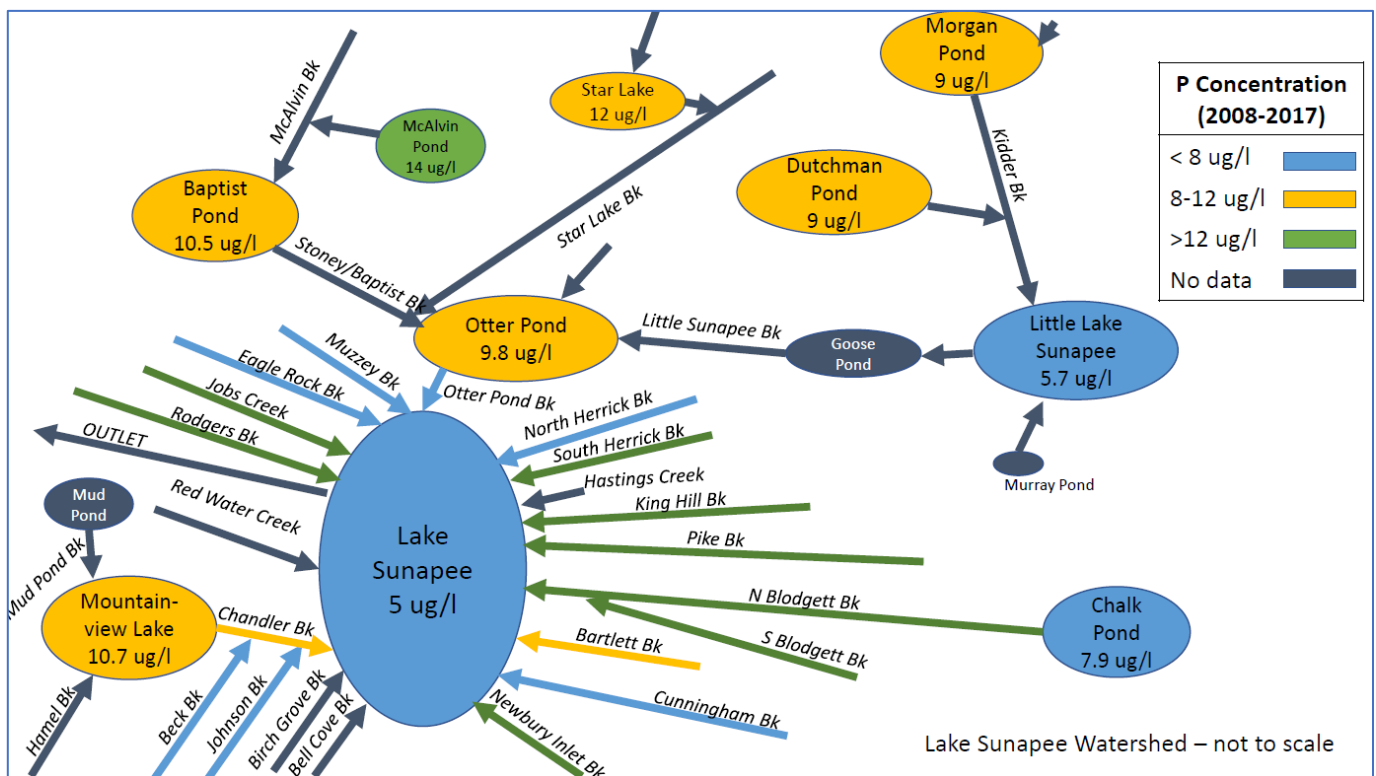 McAlvin Bk
McAlvin
Pond
14 ug/l
Star Lake
12 ug/l
Morgan
Pond
9 ug/l
P Concentration
(2008-2017)
< 8 ug/l
8-12 ug/l
>12 ug/l
No data
Baptist
Pond
10.5 ug/l
Stoney/Baptist Bk
Star Lake Bk
Dutchman
Pond
9 ug/l
Kidder Bk
Otter Pond
9.8 ug/l
Little Sunapee Bk
Goose
Pond
Little Lake
Sunapee
5.7 ug/l
Murray Pond
Muzzey Bk
Eagle Rock Bk
Jobs Creek
Rodgers Bk
OUTLET
Otter Pond Bk
North Herrick Bk
South Herrick Bk
Hastings Creek
King Hill Bk
Pike Bk
Mud
Pond
Red Water Creek
Mud Pond Bk
Lake
Sunapee
5 ug/l
Mountain-
view Lake
10.7 ug/l
Chandler Bk
N Blodgett Bk
S Blodgett Bk
Chalk
Pond
7.9 ug/l
Bartlett Bk
Cunningham Bk
Newbury Inlet Bk
Hamel Bk
Beck Bk
Johnson Bk
Birch Grove Bk
Bell Cove Bk
Lake Sunapee Watershed – not to scale